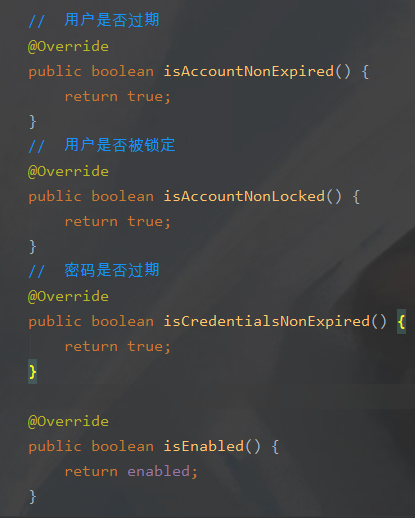 //  用户是否过期
@Override
public boolean isAccountNonExpired() {
    return true;
}
//  用户是否被锁定
@Override
public boolean isAccountNonLocked() {
    return true;
}
//  密码是否过期
@Override
public boolean isCredentialsNonExpired() {
    return true;
}

@Override
public boolean isEnabled() {
    return enabled;
}